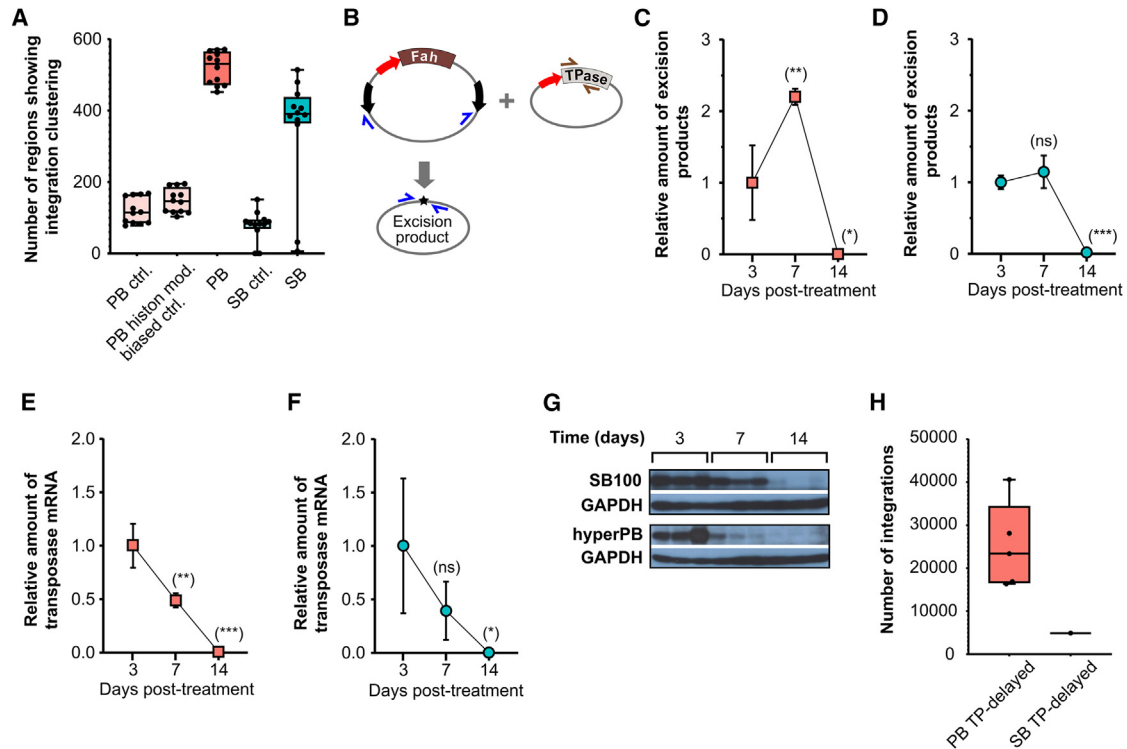 A
Number of regions showing
integration clustering
600
400
200
0
PB ctrl.
PB histon mod.
biased ctrl.
PB
SB ctrl.
SB
B
Fah
TPase
+
Excision
product
C
Relative amount of excision
products
3
2
1
0
(**)
(*)
3 7 14
Days post-treatment
D
Relative amount of excision
products
3
2
1
0
(ns)
(***)
3 7 14
Days post-treatment
E
Relative amount of
transposase mRNA
2.0
1.5
1.0
0.5
0.0
(**)
(***)
3 7 14
Days post-treatment
F
Relative amount of
transposase mRNA
2.0
1.5
1.0
0.5
0.0
(ns)
(*)
3 7 14
Days post-treatment
G
Time (days) 3 7 14
SB100
GAPDH
hyperPB
GAPDH
H
Number of integrations
50000
40000
30000
20000
10000
0
PB TP-delayed
SB TP-delayed